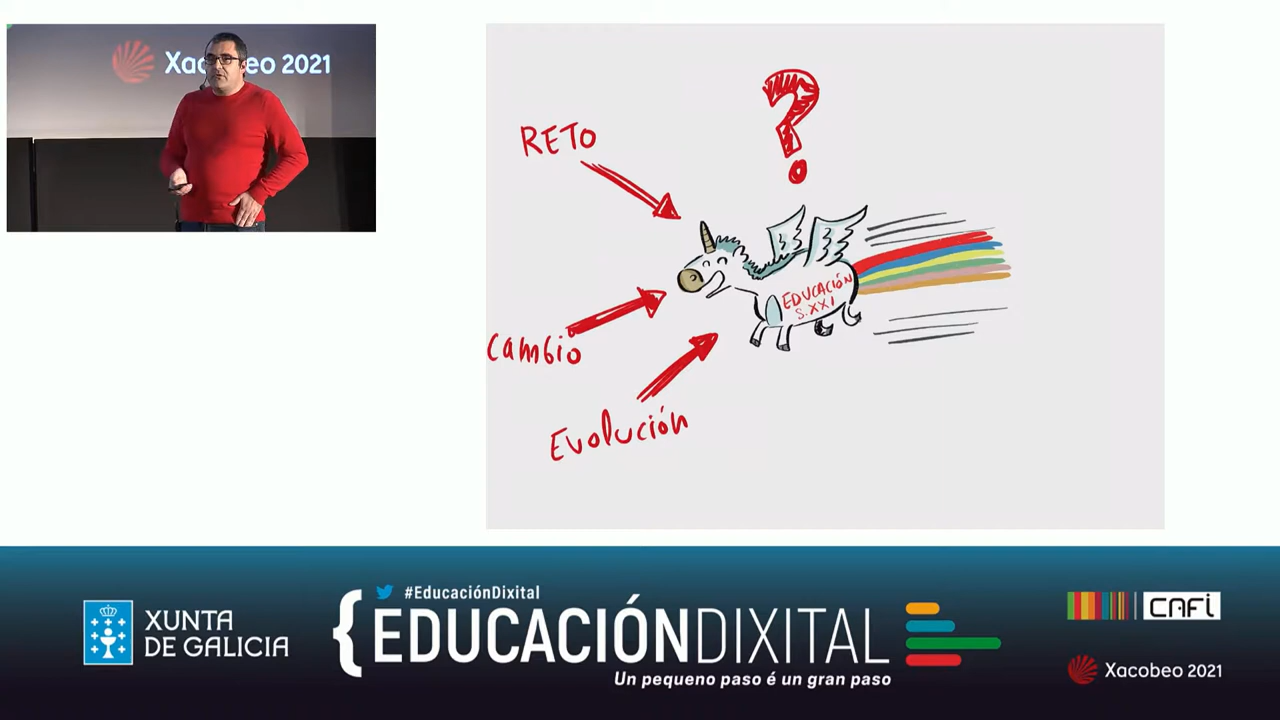 Xacobeo 2021
?
RETO
EDUCACIÓN
S.XXI
cambio
Evolución
XUNTA
DE GALICIA
#EducaciónDixital
{EDUCACIÓNDIXITAL
Un pequeno paso é un gran paso
CAFi
Xacobeo 2021